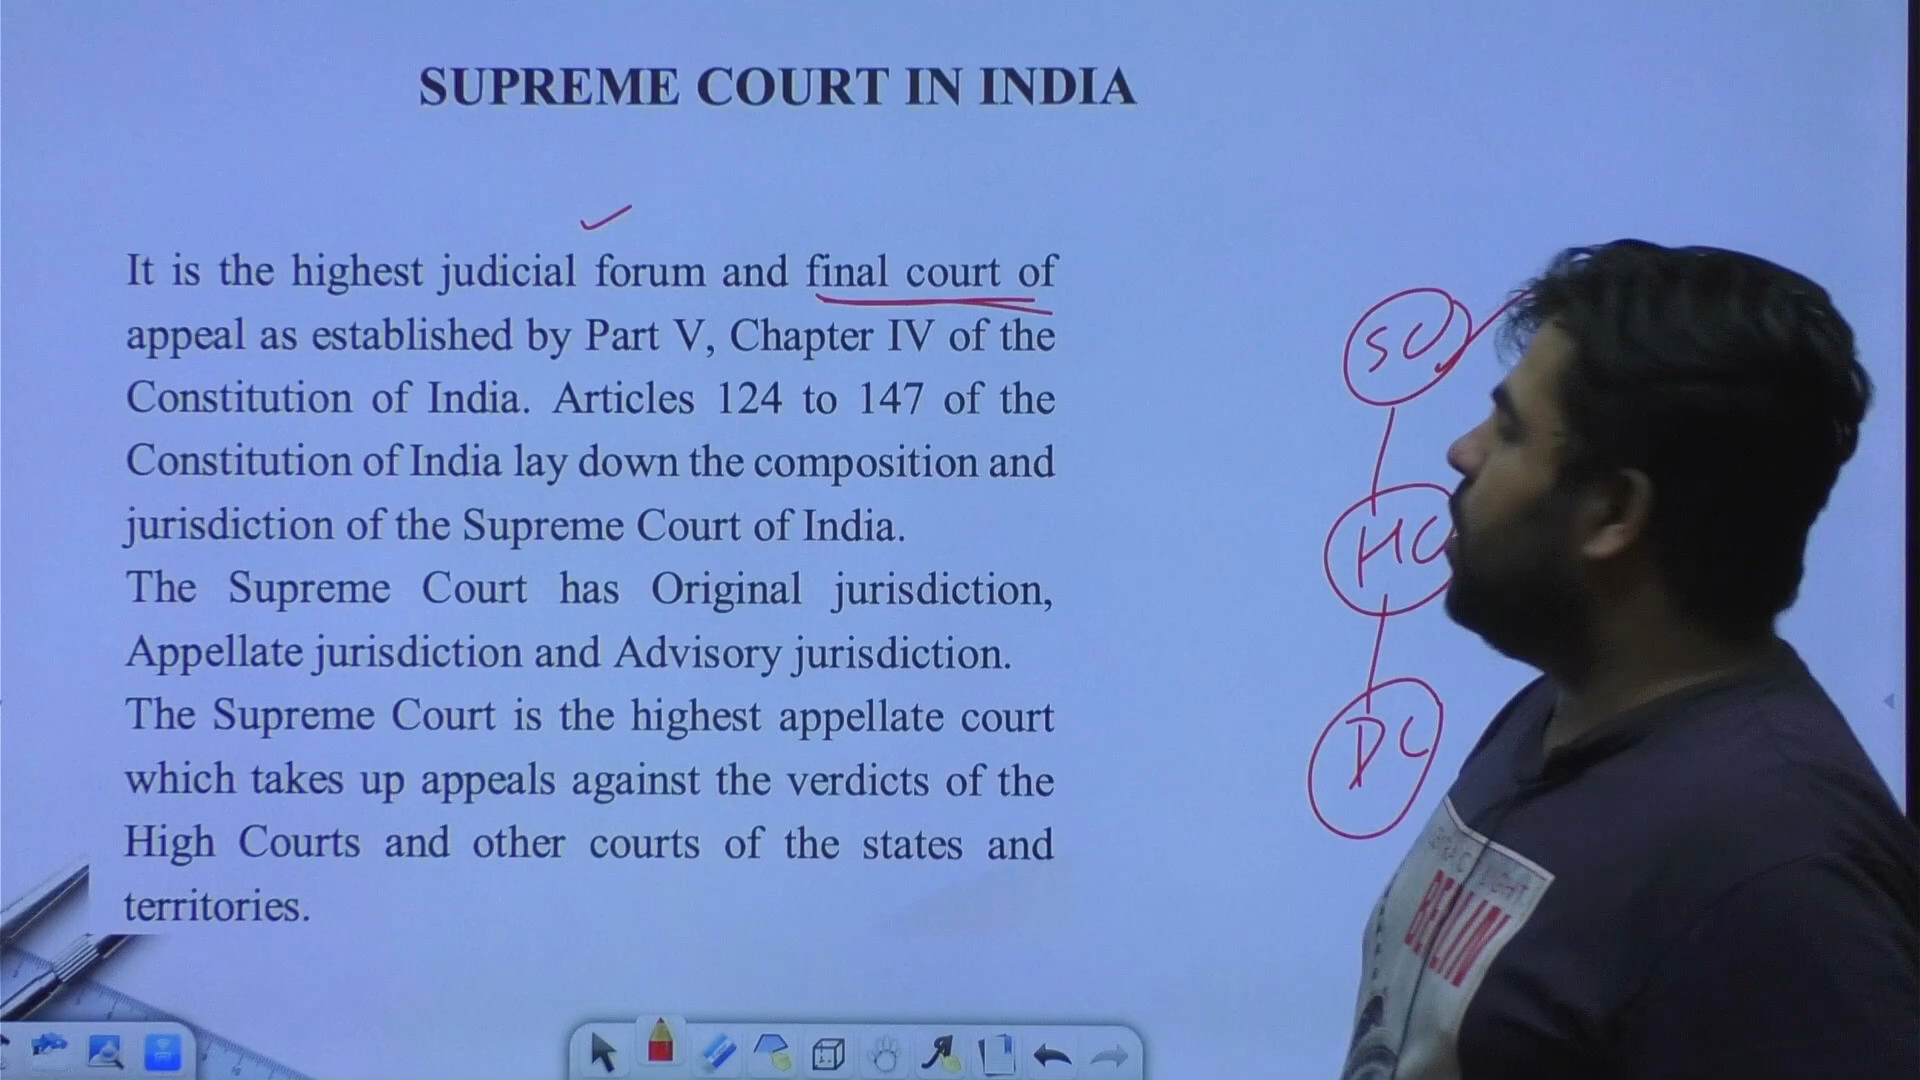 SUPREME COURT IN INDIA
It is the highest judicial forum and final court of
appeal as established by Part V, Chapter IV of the
Constitution of India. Articles 124 to 147 of the
Constitution of India lay down the composition and
jurisdiction of the Supreme Court of India.
The Supreme Court has Original jurisdiction,
Appellate jurisdiction and Advisory jurisdiction.
The Supreme Court is the highest appellate court
which takes up appeals against the verdicts of the
High Courts and other courts of the states and
territories.
SC
HC
DC
BERLIN